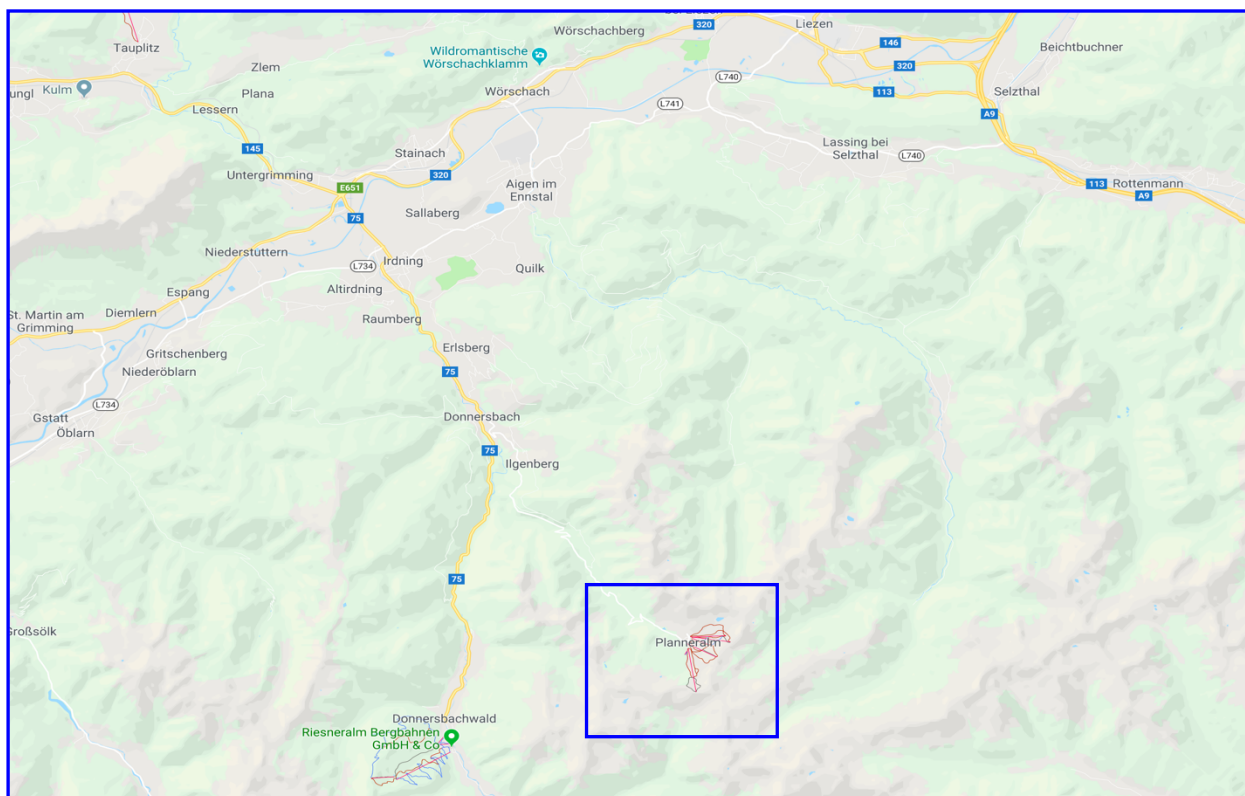 320
Liezen
Wörschachberg
146
Tauplitz
Wildromantische
Wörschachklamm
Beichtbuchner
Zlem
320
L740
Kulm
Plana
113
Wörschach
Selzthal
L741
Lessern
A9
145
Stainach
Lassing bei
Selzthal
L740
Untergrimming
320
E651
113
Rottenmann
A9
Aigen im
Ennstal
75
Sallaberg
Niederstuttern
Irdning
L734
Quilk
Altirdning
Espang
Diemlern
St. Martin am
Grimming
Raumberg
Gritschenberg
Erlsberg
Niederöblarn
75
L734
Gstatt
Öblarn
Donnersbach
75
Ilgenberg
75
Großsölk
Planneralm
Donnersbachwald
Riesneralm Bergbahnen
GmbH & Co